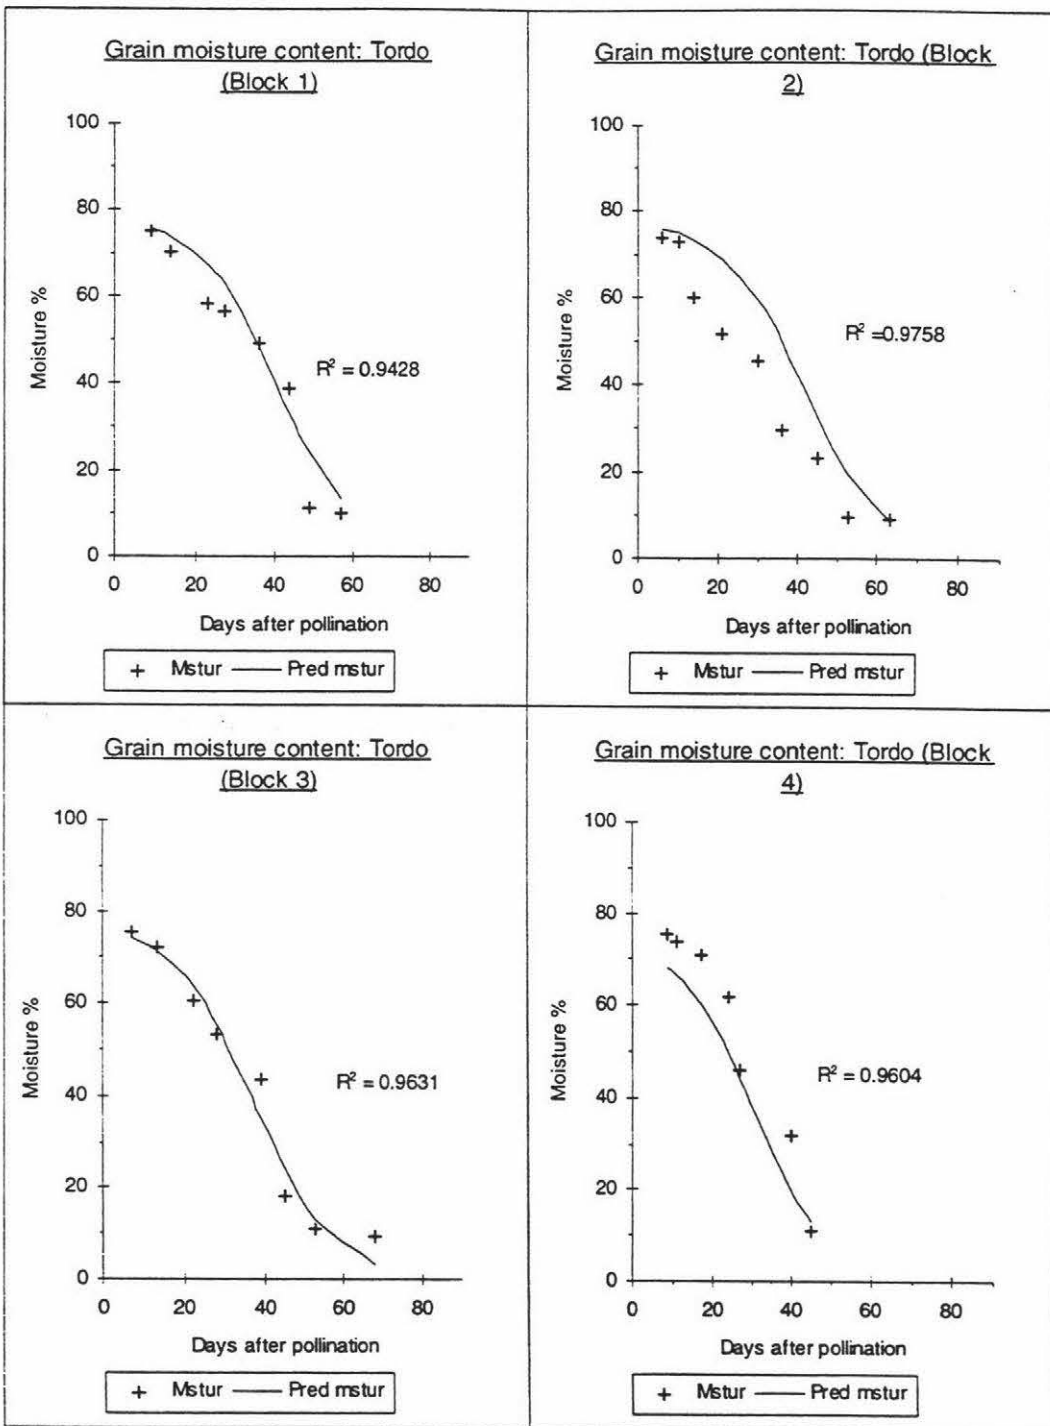 Grain moisture content: Tordo
(Block 1)
100
80
60
40
20
0
Moisture %
R² = 0.9428
0 20 40 60 80
Days after pollination
+ Mstur — Pred mstur
Grain moisture content: Tordo (Block
2)
100
80
60
40
20
0
Moisture %
R² =0.9758
0 20 40 60 80
Days after pollination
+ Mstur — Pred mstur
Grain moisture content: Tordo
(Block 3)
100
80
60
40
20
0
Moisture %
R² = 0.9631
0 20 40 60 80
Days after pollination
+ Mstur — Pred mstur
Grain moisture content: Tordo (Block
4)
100
80
60
40
20
0
Moisture %
R² = 0.9604
0 20 40 60 80
Days after pollination
+ Mstur — Pred mstur